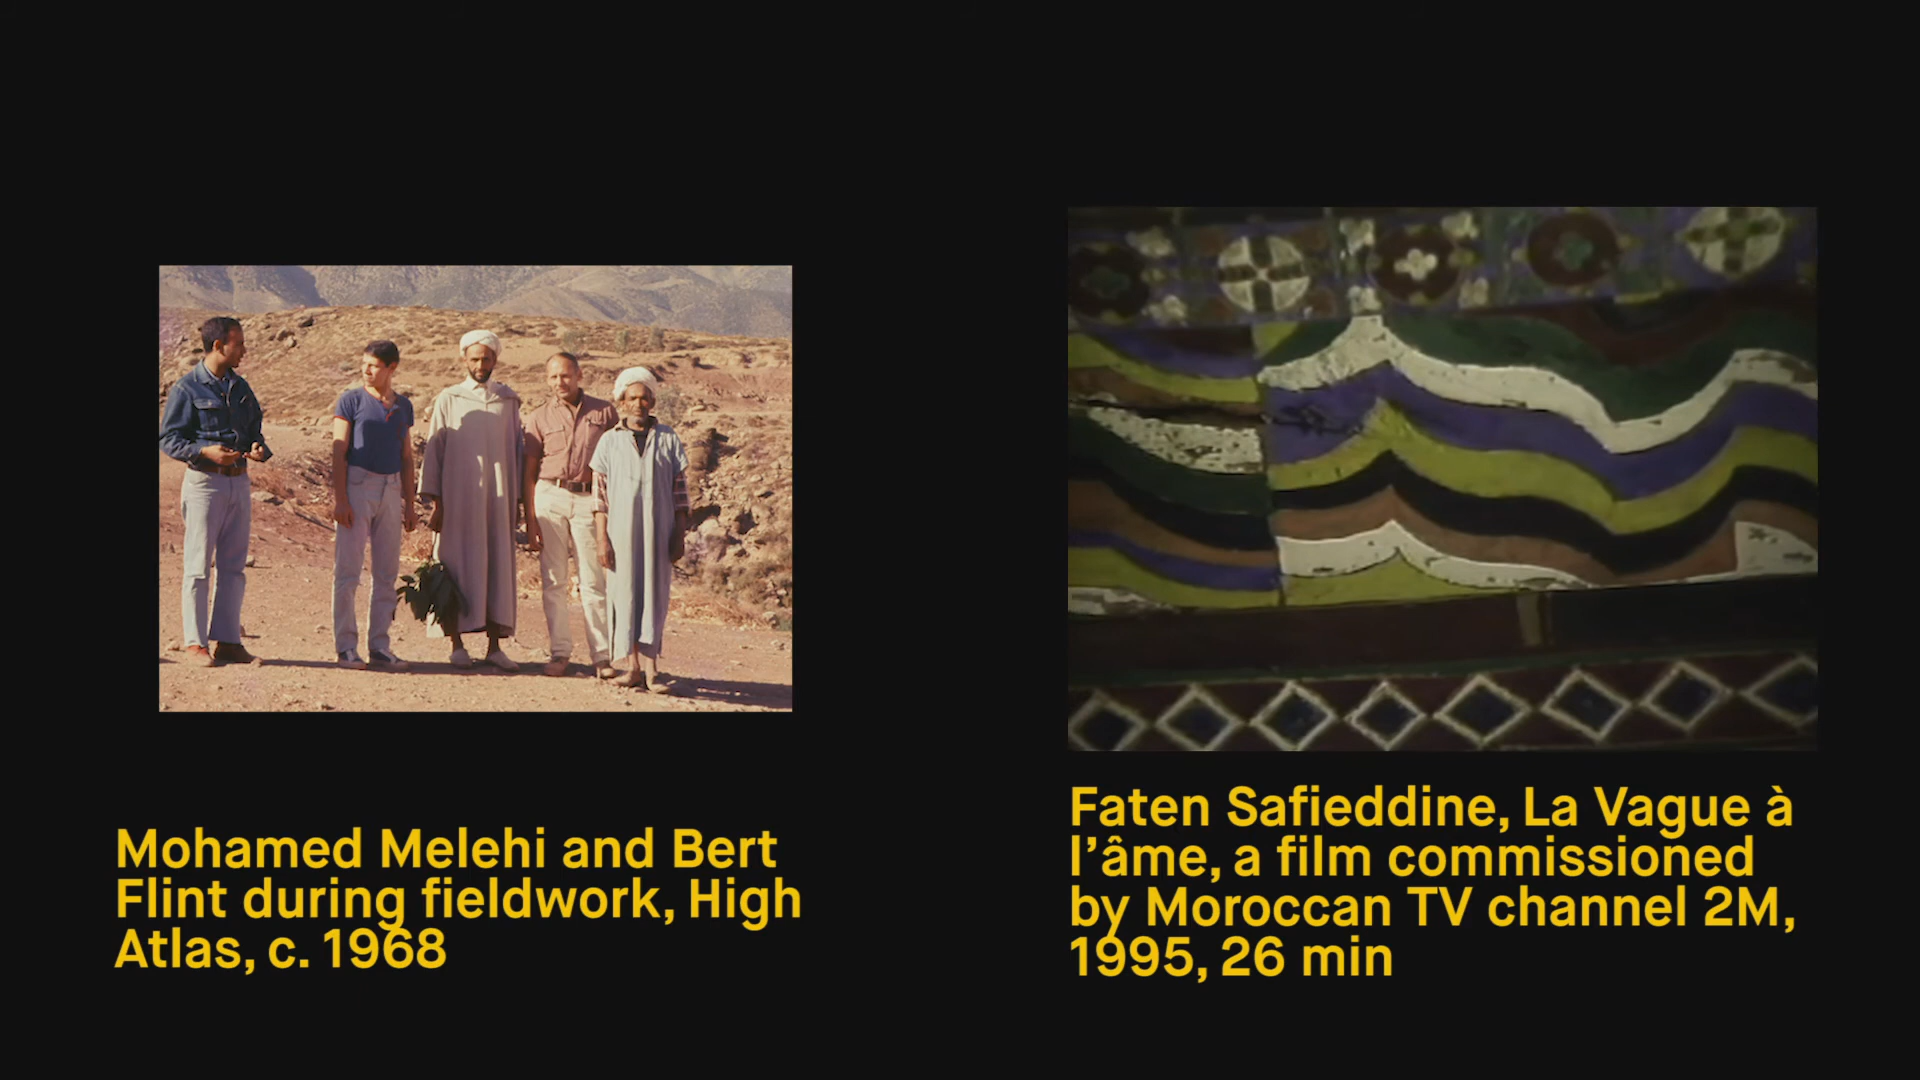 Mohamed Melehi and Bert
Flint during fieldwork, High
Atlas, c. 1968
Faten Safieddine, La Vague à
l’âme, a film commissioned
by Moroccan TV channel 2M,
1995, 26 min